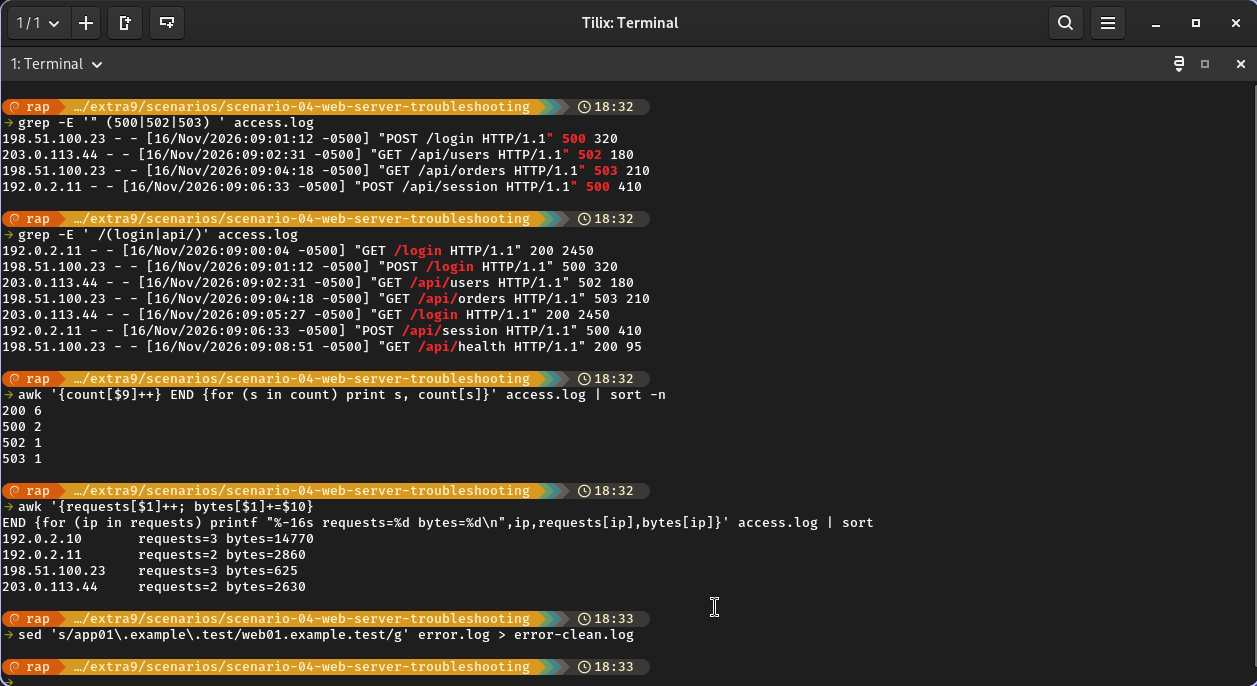 1 / 1
Tilix: Terminal
1: Terminal
rap …/extra9/scenarios/scenario-04-web-server-troubleshooting 18:32
→ grep -E '" (500|502|503) ' access.log
198.51.100.23 - - [16/Nov/2026:09:01:12 -0500] "POST /login HTTP/1.1" 500 320
203.0.113.44 - - [16/Nov/2026:09:02:31 -0500] "GET /api/users HTTP/1.1" 502 180
198.51.100.23 - - [16/Nov/2026:09:04:18 -0500] "GET /api/orders HTTP/1.1" 503 210
192.0.2.11 - - [16/Nov/2026:09:06:33 -0500] "POST /api/session HTTP/1.1" 500 410
rap …/extra9/scenarios/scenario-04-web-server-troubleshooting 18:32
→ grep -E ' /(login|api/)' access.log
192.0.2.11 - - [16/Nov/2026:09:00:04 -0500] "GET /login HTTP/1.1" 200 2450
198.51.100.23 - - [16/Nov/2026:09:01:12 -0500] "POST /login HTTP/1.1" 500 320
203.0.113.44 - - [16/Nov/2026:09:02:31 -0500] "GET /api/users HTTP/1.1" 502 180
198.51.100.23 - - [16/Nov/2026:09:04:18 -0500] "GET /api/orders HTTP/1.1" 503 210
203.0.113.44 - - [16/Nov/2026:09:05:27 -0500] "GET /login HTTP/1.1" 200 2450
192.0.2.11 - - [16/Nov/2026:09:06:33 -0500] "POST /api/session HTTP/1.1" 500 410
198.51.100.23 - - [16/Nov/2026:09:08:51 -0500] "GET /api/health HTTP/1.1" 200 95
rap …/extra9/scenarios/scenario-04-web-server-troubleshooting 18:32
→ awk '{count[$9]++} END {for (s in count) print s, count[s]}' access.log | sort -n
200 6
500 2
502 1
503 1
rap …/extra9/scenarios/scenario-04-web-server-troubleshooting 18:32
→ awk '{requests[$1]++; bytes[$1]+=$10}
END {for (ip in requests) printf "%-16s requests=%d bytes=%d\n",ip,requests[ip],bytes[ip]}' access.log | sort
192.0.2.10       requests=3 bytes=14770
192.0.2.11       requests=2 bytes=2860
198.51.100.23    requests=3 bytes=625
203.0.113.44     requests=2 bytes=2630
rap …/extra9/scenarios/scenario-04-web-server-troubleshooting 18:33
→ sed 's/app01\.example\.test/web01.example.test/g' error.log > error-clean.log
rap …/extra9/scenarios/scenario-04-web-server-troubleshooting 18:33
→